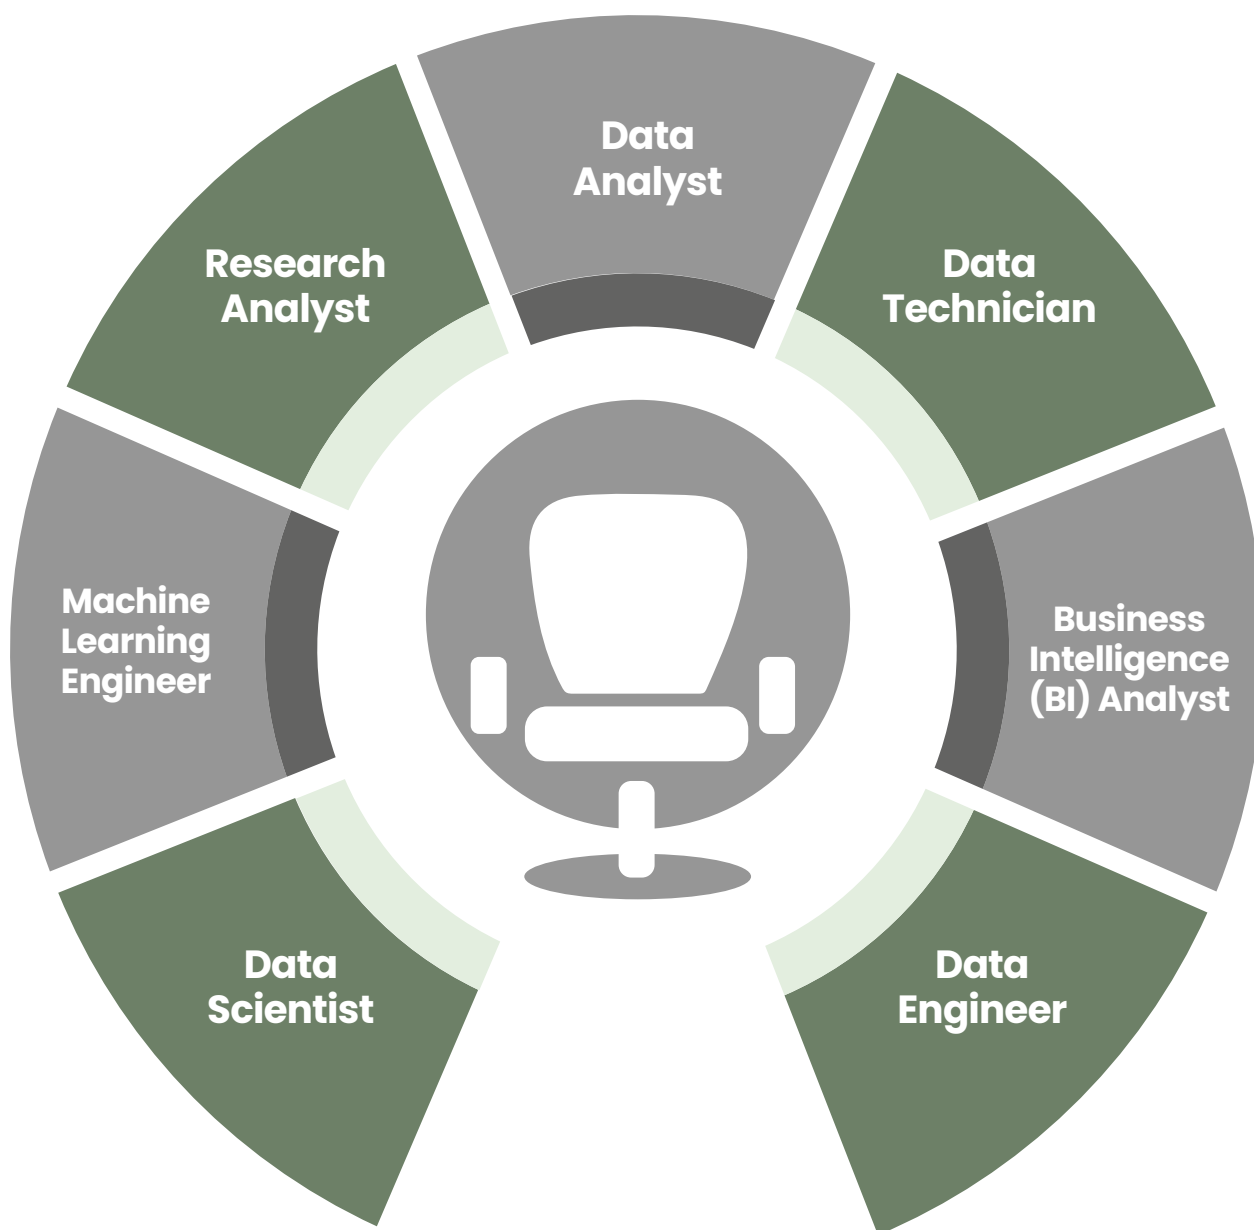 Data
Analyst
Research
Analyst
Data
Technician
Machine
Learning
Engineer
Business
Intelligence
(BI) Analyst
Data
Scientist
Data
Engineer